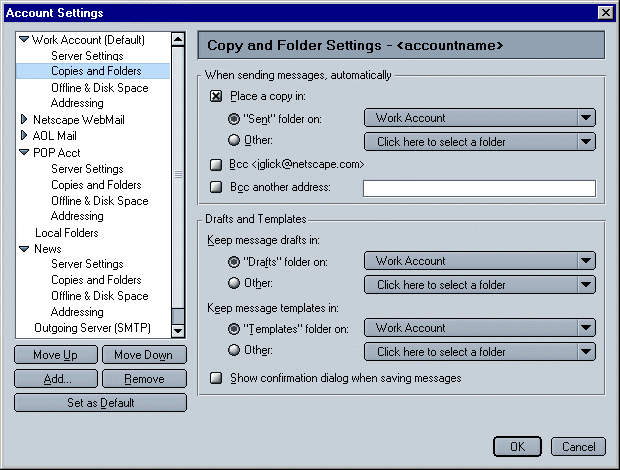 Account Settings
Work Account (Default)
Server Settings
Copies and Folders
Offline & Disk Space
Addressing
Netscape WebMail
AOL Mail
POP Acct
Server Settings
Copies and Folders
Offline & Disk Space
Addressing
Local Folders
News
Server Settings
Copies and Folders
Offline & Disk Space
Addressing
Outgoing Server (SMTP)
Move Up
Move Down
Add...
Remove
Set as Default
Copy and Folder Settings - <accountname>
When sending messages, automatically
Place a copy in:
"Sent" folder on: Work Account
Other: Click here to select a folder
Bcc <jglick@netscape.com>
Bcc another address:
Drafts and Templates
Keep message drafts in:
"Drafts" folder on: Work Account
Other: Click here to select a folder
Keep message templates in:
"Templates" folder on: Work Account
Other: Click here to select a folder
Show confirmation dialog when saving messages
OK
Cancel